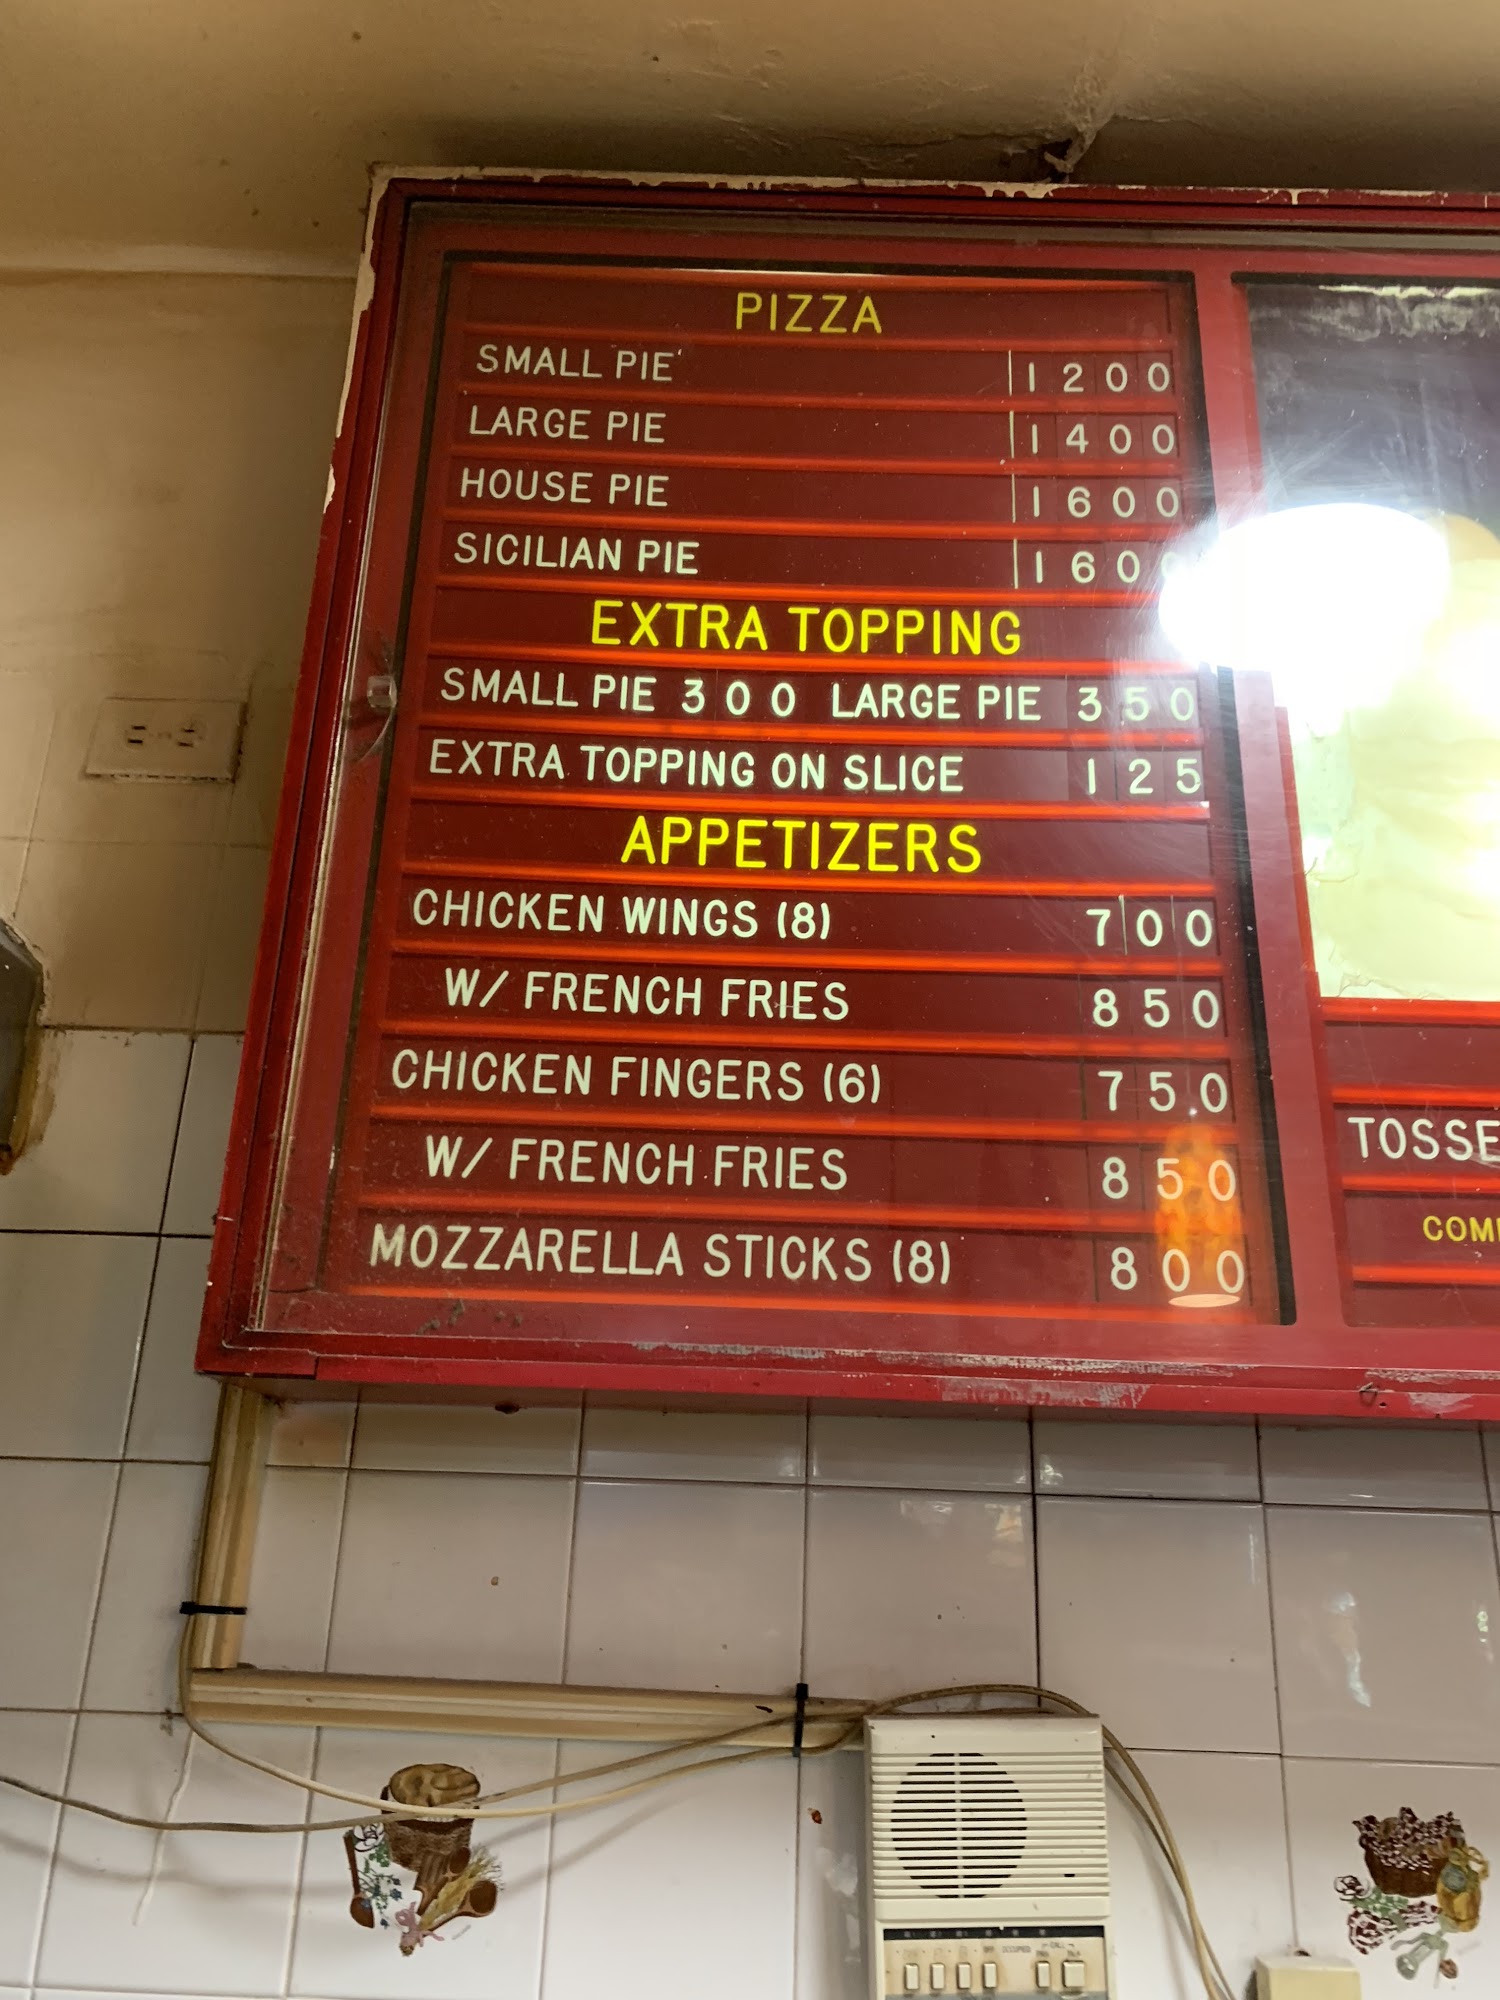 PIZZA
SMALL PIE 1200
LARGE PIE 1400
HOUSE PIE 1600
SICILIAN PIE 1600
EXTRA TOPPING
SMALL PIE 300 LARGE PIE 350
EXTRA TOPPING ON SLICE 125
APPETIZERS
CHICKEN WINGS (8) 700
W/ FRENCH FRIES 850
CHICKEN FINGERS (6) 750
W/ FRENCH FRIES 850
MOZZARELLA STICKS (8) 800
TOSSE
COM